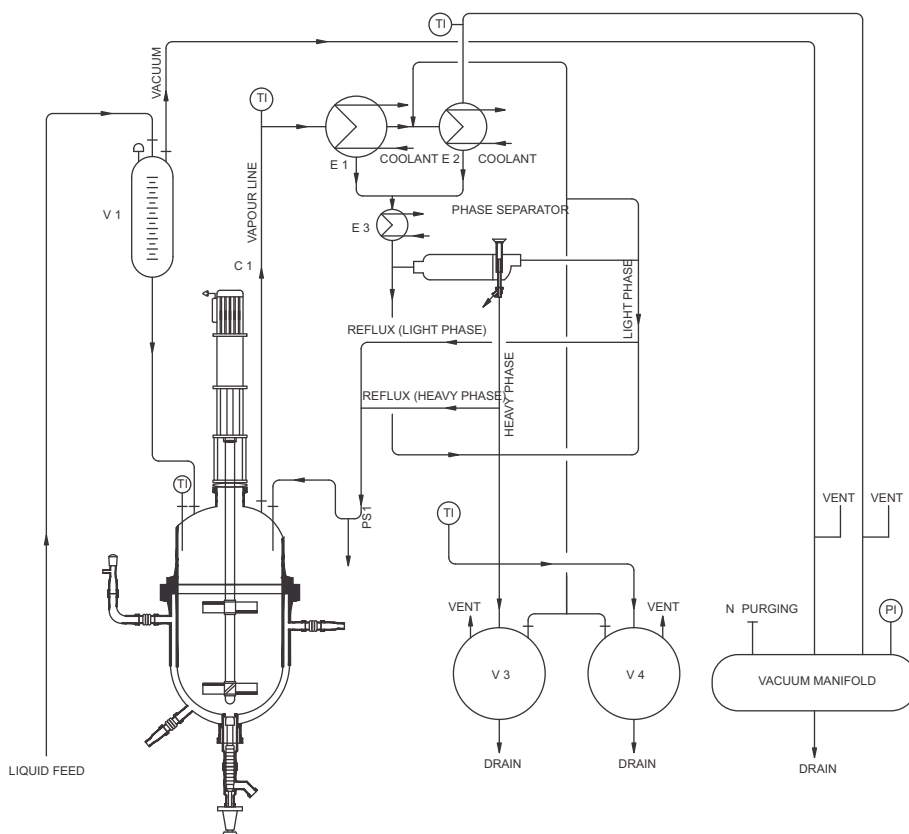 TI
TI
VACUUM
TI
COOLANT E 2 COOLANT
E 1
V 1
VAPOUR LINE
PHASE SEPARATOR
E 3
C 1
LIGHT PHASE
REFLUX (LIGHT PHASE)
HEAVY PHASE
REFLUX (HEAVY PHASE)
TI
PS1
TI
VENT VENT
VENT VENT N PURGING PI
V 3 V 4 VACUUM MANIFOLD
LIQUID FEED DRAIN DRAIN DRAIN